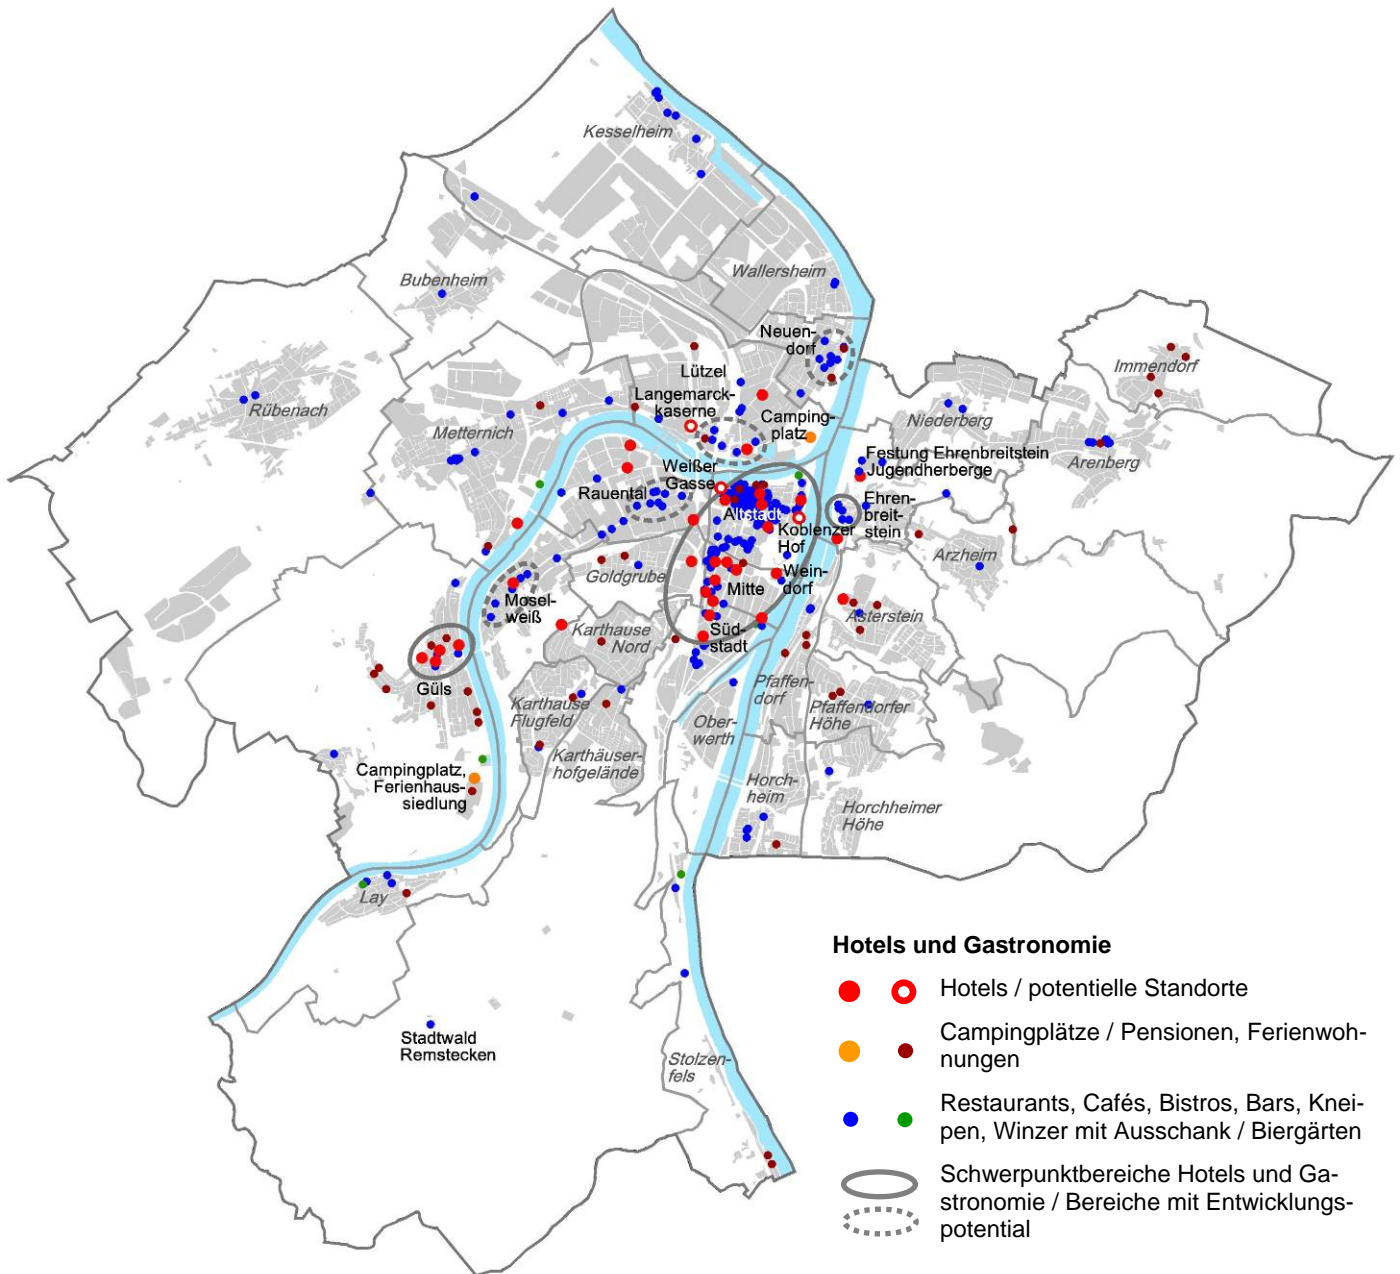 Kesselheim
Wallersheim
Bubenheim
Neuen-
dorf
Immendorf
Rübenach
Lützel
Langemarck-
kaserne
Camping-
platz
Niederberg
Metternich
Arenberg
Festung Ehrenbreitstein
Jugendherberge
Weißer
Gasse
Rauental
Altstadt
Ehren-
breit-
stein
Koblenzer
Hof
Arzheim
Goldgrube
Wein-
dorf
Mitte
Mosel-
weiß
Asterstein
Karthause
Nord
Süd-
stadt
Güls
Pfaffen-
dorf
Karthause
Flugfeld
Pfaffendorfer
Höhe
Ober-
werth
Karthäuser-
hofgelände
Campingplatz,
Ferienhaus-
siedlung
Horch-
heim
Horchheimer
Höhe
Lay
Stadtwald
Remstecken
Stolzen-
fels
Hotels und Gastronomie
Hotels / potentielle Standorte
Campingplätze / Pensionen, Ferienwoh-
nungen
Restaurants, Cafés, Bistros, Bars, Knei-
pen, Winzer mit Ausschank / Biergärten
Schwerpunktbereiche Hotels und Ga-
stronomie / Bereiche mit Entwicklungs-
potential